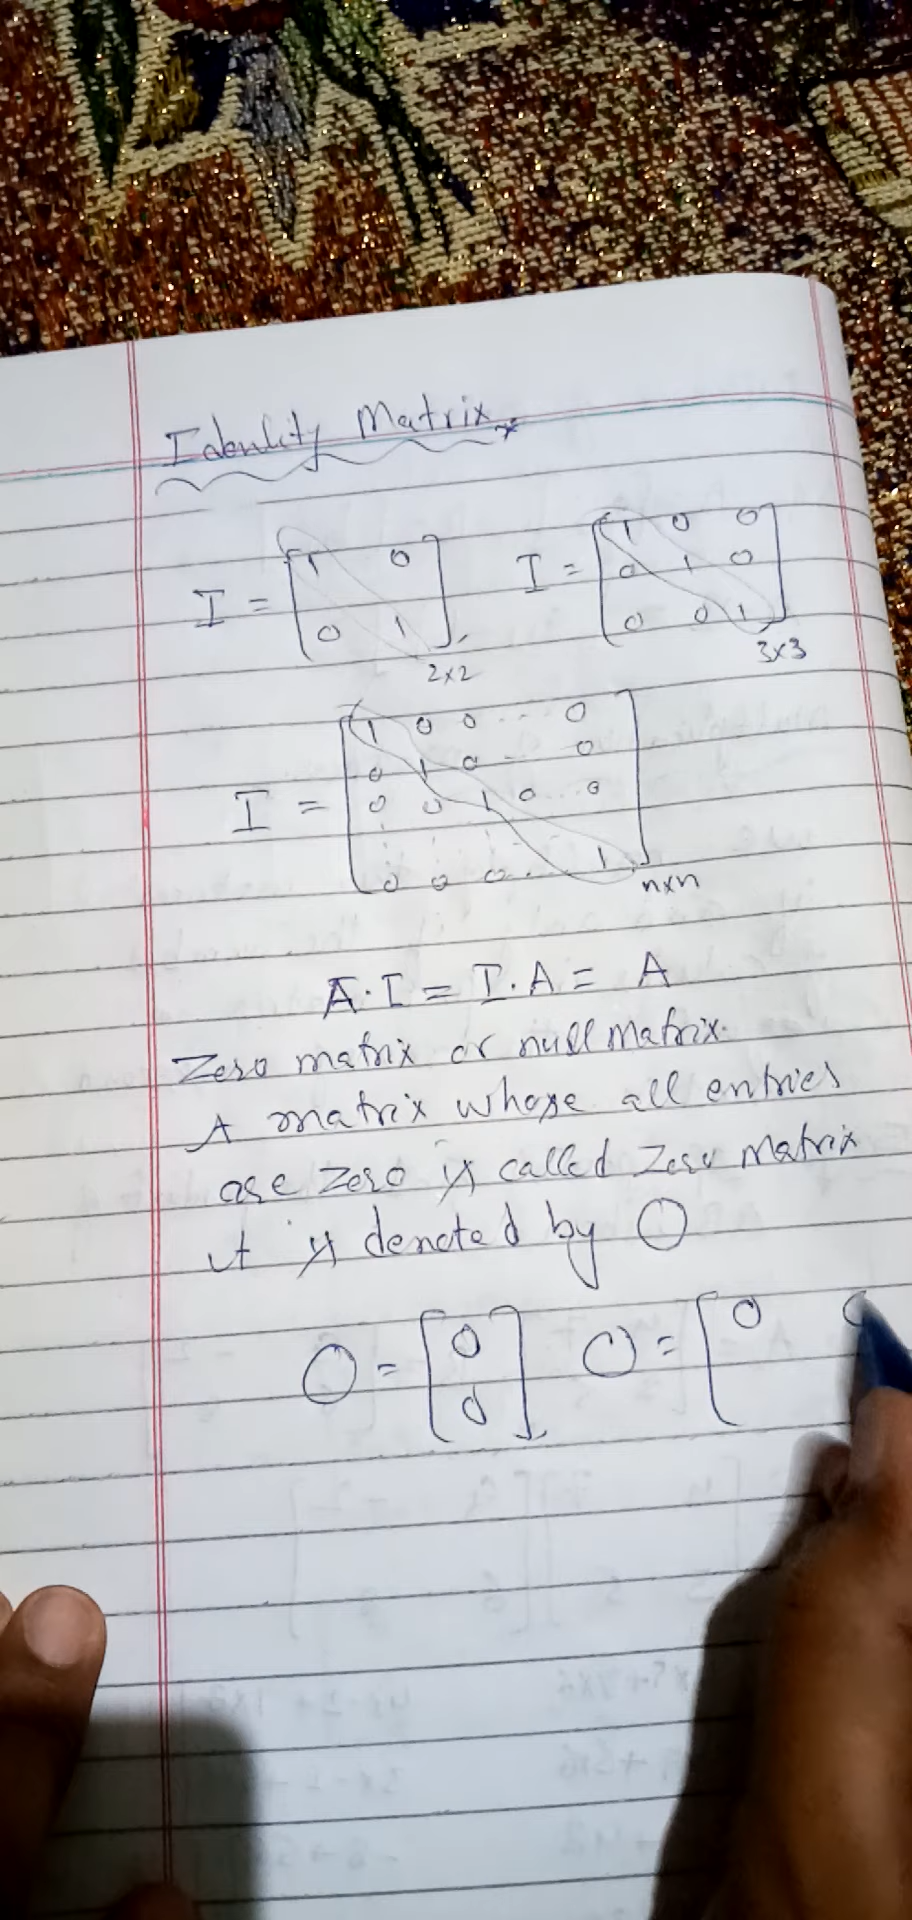 Identity Matrix
I = [1 0
0 1] 2x2
I = [1 0 0
0 1 0
0 0 1] 3x3
I = [1 0 0 ... 0
0 1 0 ... 0
0 0 1 0 ... 0
: : :
0 0 0 ... 1] nxn
A·I = I·A = A
Zero matrix or null Matrix.
A matrix whose all entries
are zero is called Zero Matrix
it is denoted by O
O = [0
0], O = [0